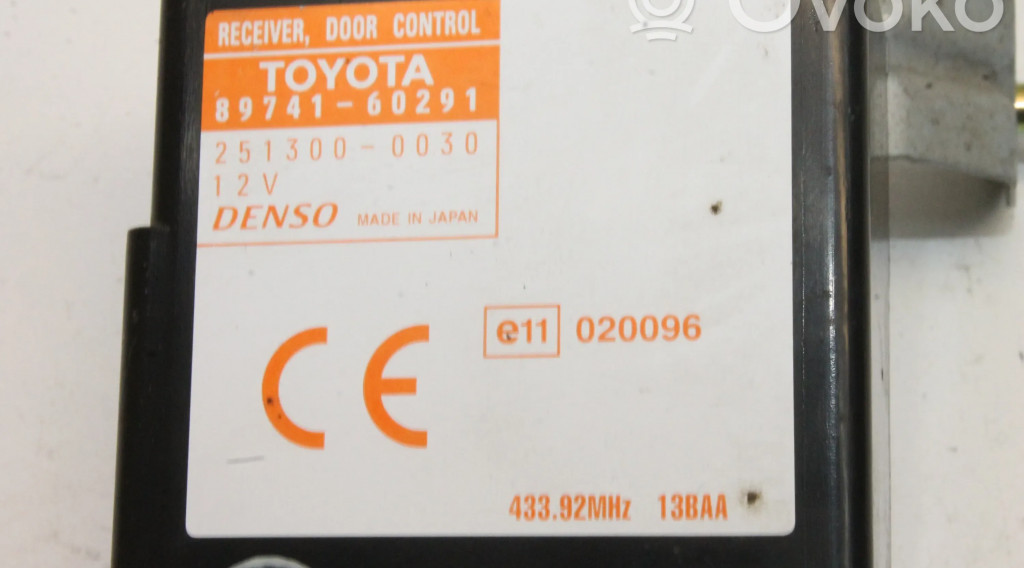 Ovoko
RECEIVER, DOOR CONTROL
TOYOTA
89741-60291
251300-0030
12V
DENSO MADE IN JAPAN
e11 020096
CE
433.92MHz 13BAA